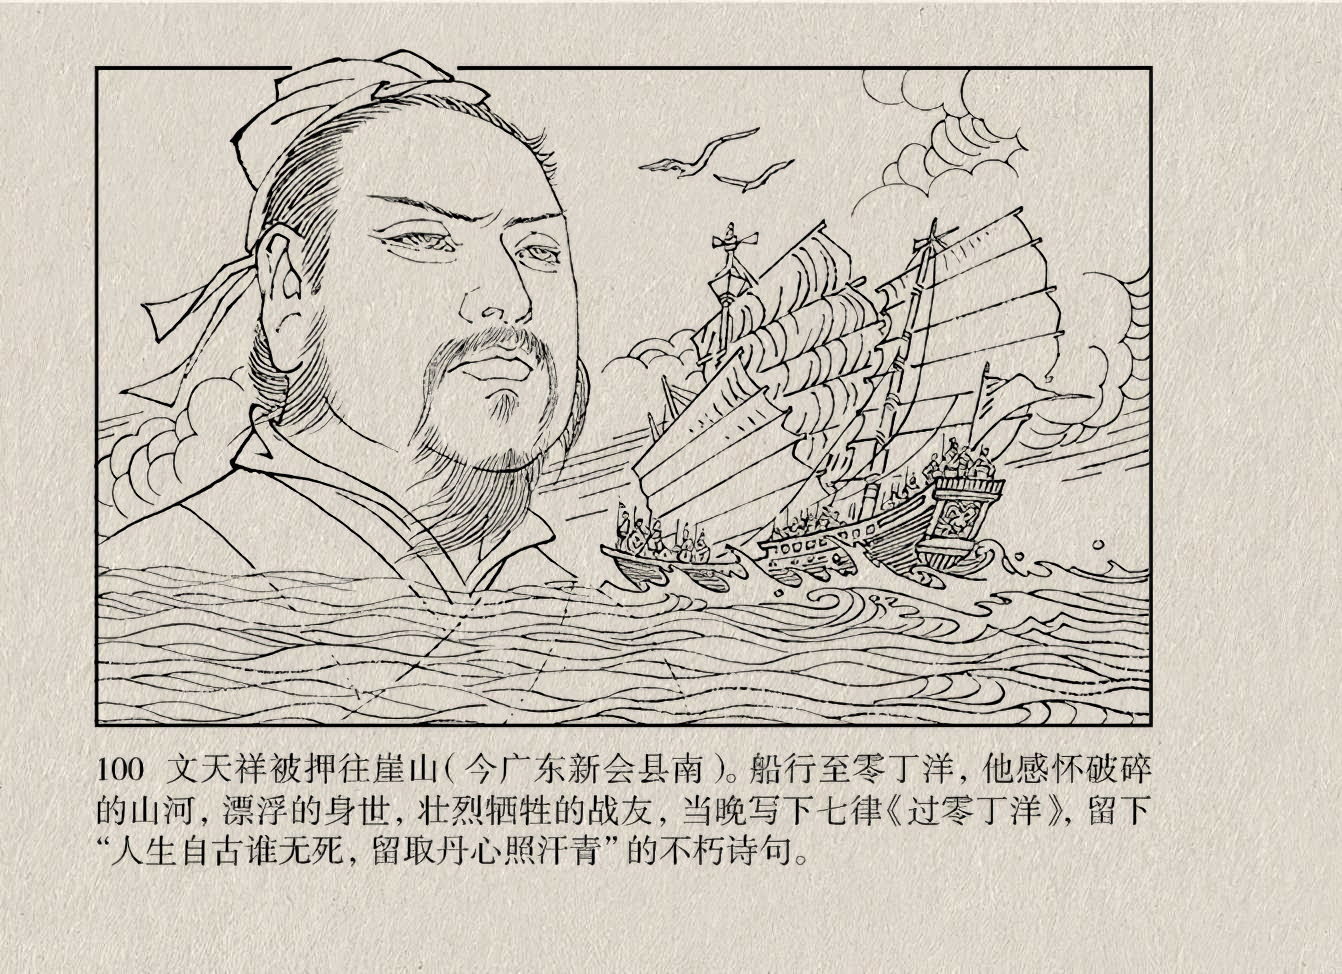 100 文天祥被押往崖山(今广东新会县南)。船行至零丁洋,他感怀破碎
的山河,漂浮的身世,壮烈牺牲的战友,当晚写下七律《过零丁洋》,留下
“人生自古谁无死,留取丹心照汗青”的不朽诗句。